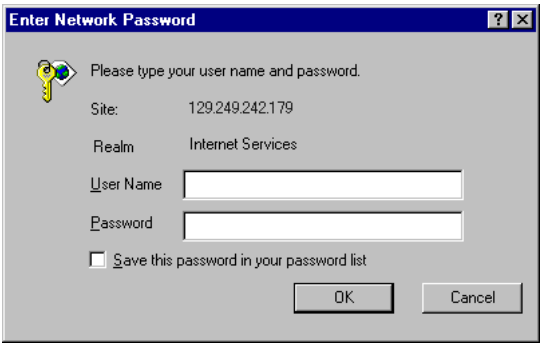 Enter Network Password
Please type your user name and password.
Site: 129.249.242.179
Realm Internet Services
User Name
Password
Save this password in your password list
OK Cancel